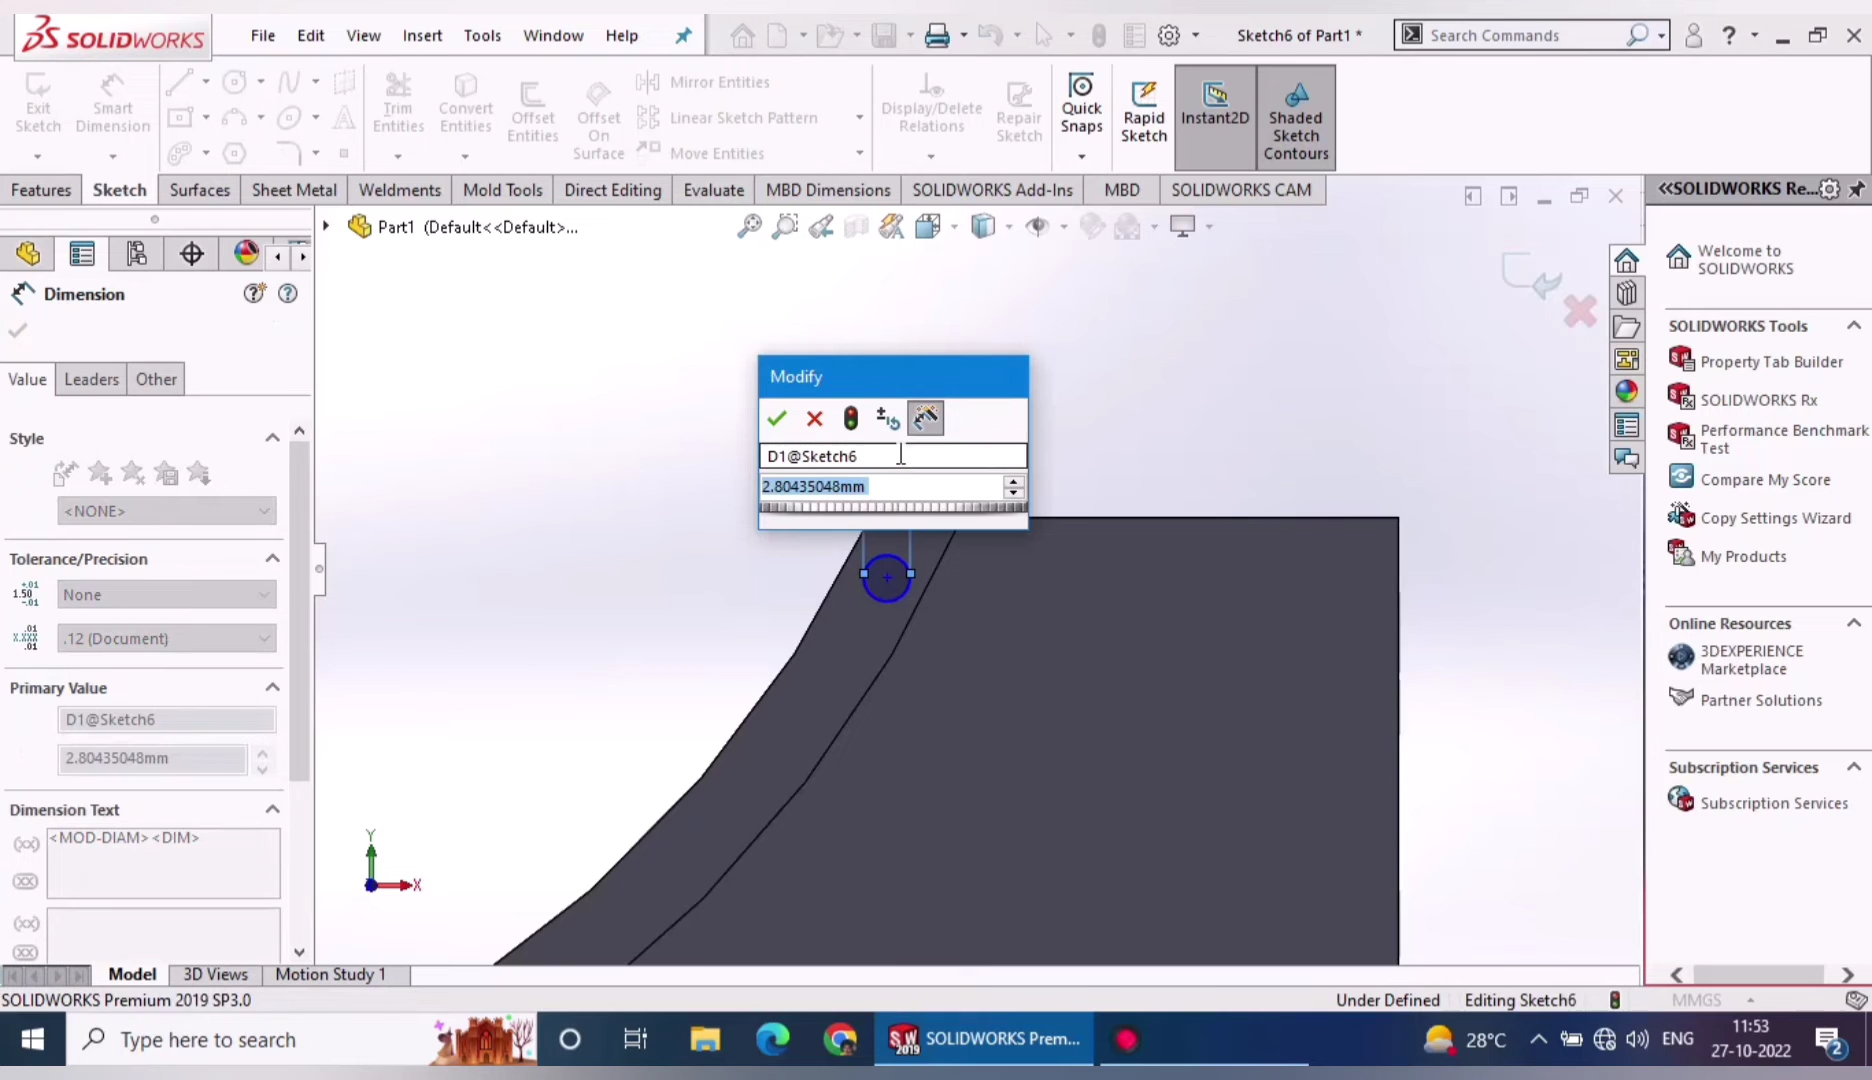 SOLIDWORKS File Edit View Insert Tools Window Help Sketch6 of Part1 * Search Commands ?
Exit Sketch
Smart Dimension
Trim Entities
Convert Entities
Offset Entities
Offset On Surface
Mirror Entities
Linear Sketch Pattern
Move Entities
Display/Delete Relations
Repair Sketch
Quick Snaps
Rapid Sketch
Instant2D
Shaded Sketch Contours
Features Sketch Surfaces Sheet Metal Weldments Mold Tools Direct Editing Evaluate MBD Dimensions SOLIDWORKS Add-Ins MBD SOLIDWORKS CAM
Part1 (Default<<Default>...
Dimension
Value Leaders Other
Style
<NONE>
Tolerance/Precision
None
.12 (Document)
Primary Value
D1@Sketch6
2.80435048mm
Dimension Text
<MOD-DIAM><DIM>
Modify
D1@Sketch6
2.80435048mm
Y
X
SOLIDWORKS Re...
Welcome to
SOLIDWORKS
SOLIDWORKS Tools
Property Tab Builder
SOLIDWORKS Rx
Performance Benchmark
Test
Compare My Score
Copy Settings Wizard
My Products
Online Resources
3DEXPERIENCE
Marketplace
Partner Solutions
Subscription Services
Subscription Services
Model 3D Views Motion Study 1
SOLIDWORKS Premium 2019 SP3.0 Under Defined Editing Sketch6 MMGS
Type here to search SOLIDWORKS Prem... 28°C ENG
11:53
27-10-2022
2